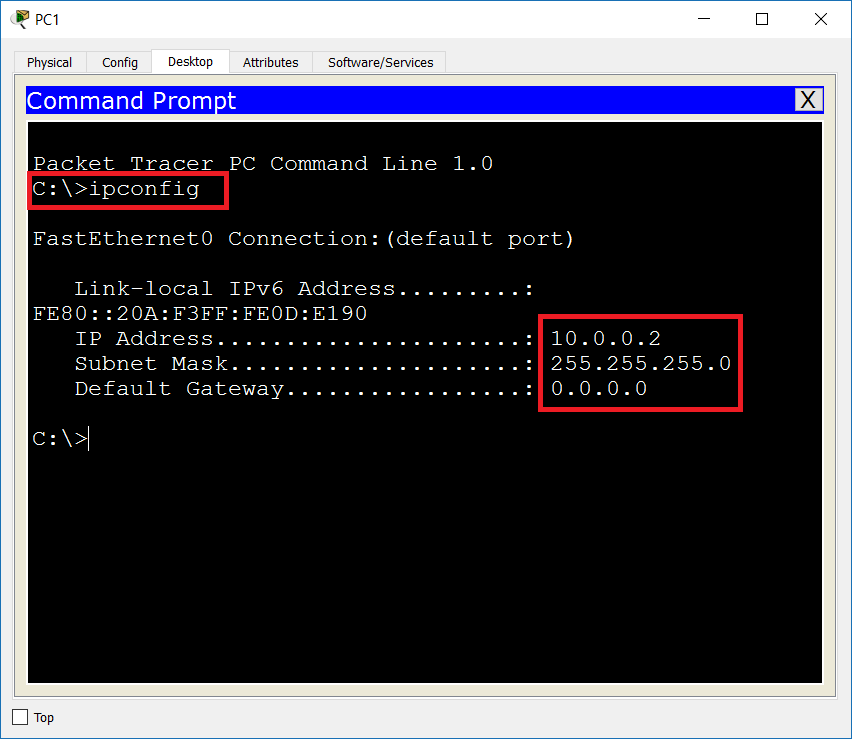 PC1
Physical Config Desktop Attributes Software/Services
Command Prompt X
Packet Tracer PC Command Line 1.0
C:\>ipconfig
FastEthernet0 Connection:(default port)
Link-local IPv6 Address.........:
FE80::20A:F3FF:FE0D:E190
IP Address......................: 10.0.0.2
Subnet Mask.....................: 255.255.255.0
Default Gateway.................: 0.0.0.0
C:\>
Top